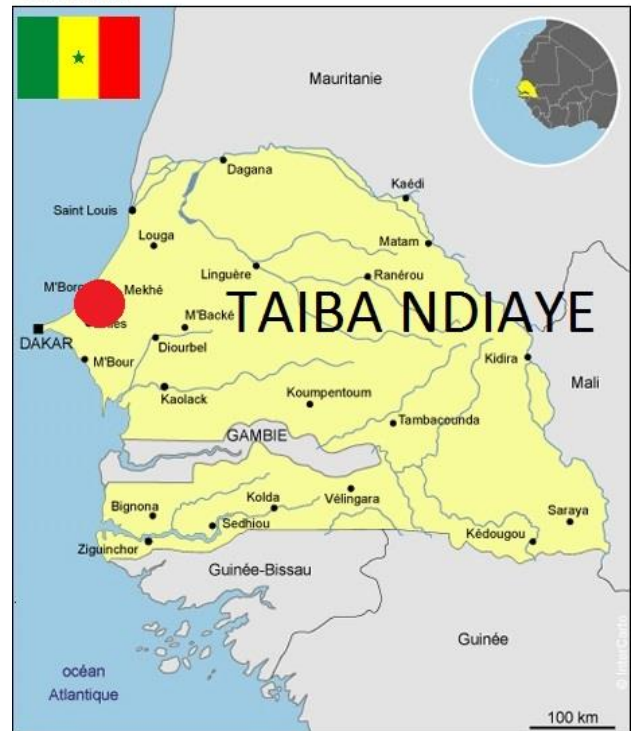 Mauritanie
Dagana
Kaédi
Saint Louis
Louga
Matam
Linguère
Ranérou
Mekhé
TAIBA NDIAYE
M'Backé
DAKAR
Diourbel
M'Bour
Kidira
Mali
Kaolack
Koumpentoum
Tambacounda
GAMBIE
Bignona
Kolda
Vélingara
Saraya
Sedhiou
Kédougou
Ziguinchor
Guinée-Bissau
Guinée
océan
Atlantique
© InterCarto
100 km